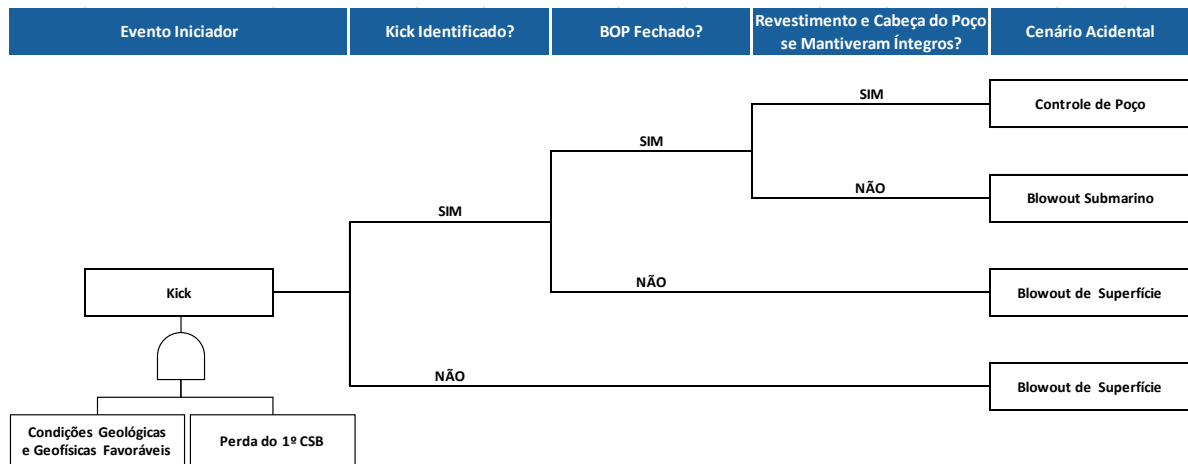 Evento Iniciador
Kick Identificado?
BOP Fechado?
Revestimento e Cabeça do Poço
se Mantiveram Íntegros?
Cenário Acidental
SIM
Controle de Poço
SIM
NÃO
Blowout Submarino
SIM
NÃO
Blowout de Superfície
Kick
NÃO
Blowout de Superfície
Condições Geológicas
e Geofísicas Favoráveis
Perda do 1º CSB